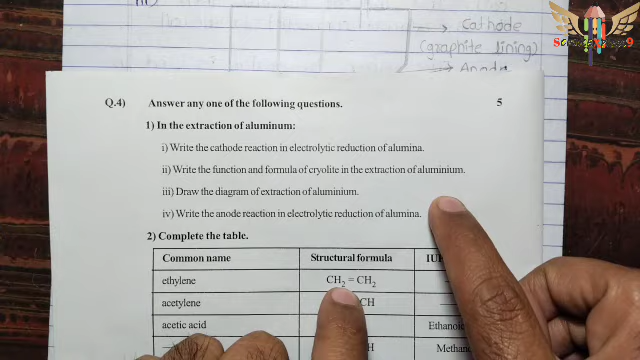 Cathode
(graphite lining)
Anode
Q.4) Answer any one of the following questions. 5
1) In the extraction of aluminum:
i) Write the cathode reaction in electrolytic reduction of alumina.
ii) Write the function and formula of cryolite in the extraction of aluminium.
iii) Draw the diagram of extraction of aluminium.
iv) Write the anode reaction in electrolytic reduction of alumina.
2) Complete the table.
Common name Structural formula
ethylene CH₂ = CH₂
acetylene CH
acetic acid